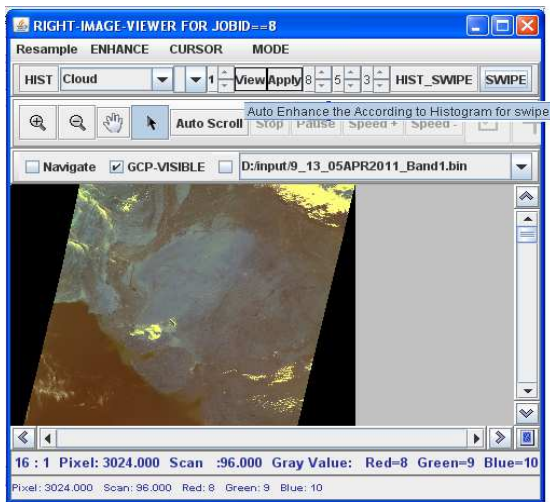 RIGHT-IMAGE-VIEWER FOR JOBID==8
Resample ENHANCE CURSOR MODE
HIST Cloud 1 View Apply 8 5 3 HIST_SWIPE SWIPE
Auto Enhance the According to Histogram for swipe
Auto Scroll Stop Pause Speed + Speed -
Navigate GCP-VISIBLE D:/input/9_13_05APR2011_Band1.bin
16 : 1 Pixel: 3024.000 Scan :96.000 Gray Value: Red=8 Green=9 Blue=10
Pixel: 3024.000 Scan: 96.000 Red: 8 Green: 9 Blue: 10